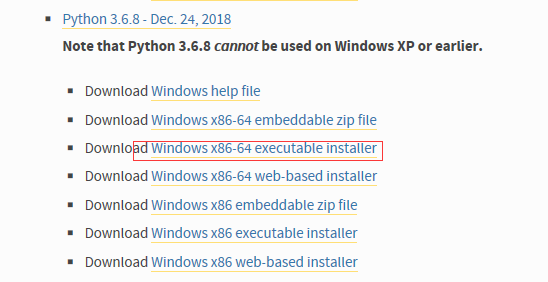 Python 3.6.8 - Dec. 24, 2018
Note that Python 3.6.8 cannot be used on Windows XP or earlier.
Download Windows help file
Download Windows x86-64 embeddable zip file
Download Windows x86-64 executable installer
Download Windows x86-64 web-based installer
Download Windows x86 embeddable zip file
Download Windows x86 executable installer
Download Windows x86 web-based installer